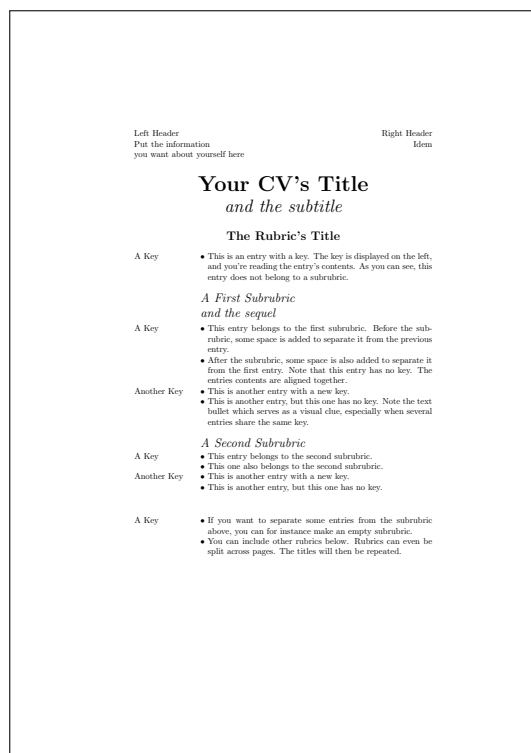 Left Header Right Header
Put the information Idem
you want about yourself here
Your CV's Title
and the subtitle
The Rubric's Title
A Key • This is an entry with a key. The key is displayed on the left,
and you're reading the entry's contents. As you can see, this
entry does not belong to a subrubric.
A First Subrubric
and the sequel
A Key • This entry belongs to the first subrubric. Before the sub-
rubric, some space is added to separate it from the previous
entry.
• After the subrubric, some space is also added to separate it
from the first entry. Note that this entry has no key. The
entries contents are aligned together.
Another Key • This is another entry with a new key.
• This is another entry, but this one has no key. Note the text
bullet which serves as a visual clue, especially when several
entries share the same key.
A Second Subrubric
A Key • This entry belongs to the second subrubric.
• This one also belongs to the second subrubric.
Another Key • This is another entry with a new key.
• This is another entry, but this one has no key.
A Key • If you want to separate some entries from the subrubric
above, you can for instance make an empty subrubric.
• You can include other rubrics below. Rubrics can even be
split across pages. The titles will then be repeated.